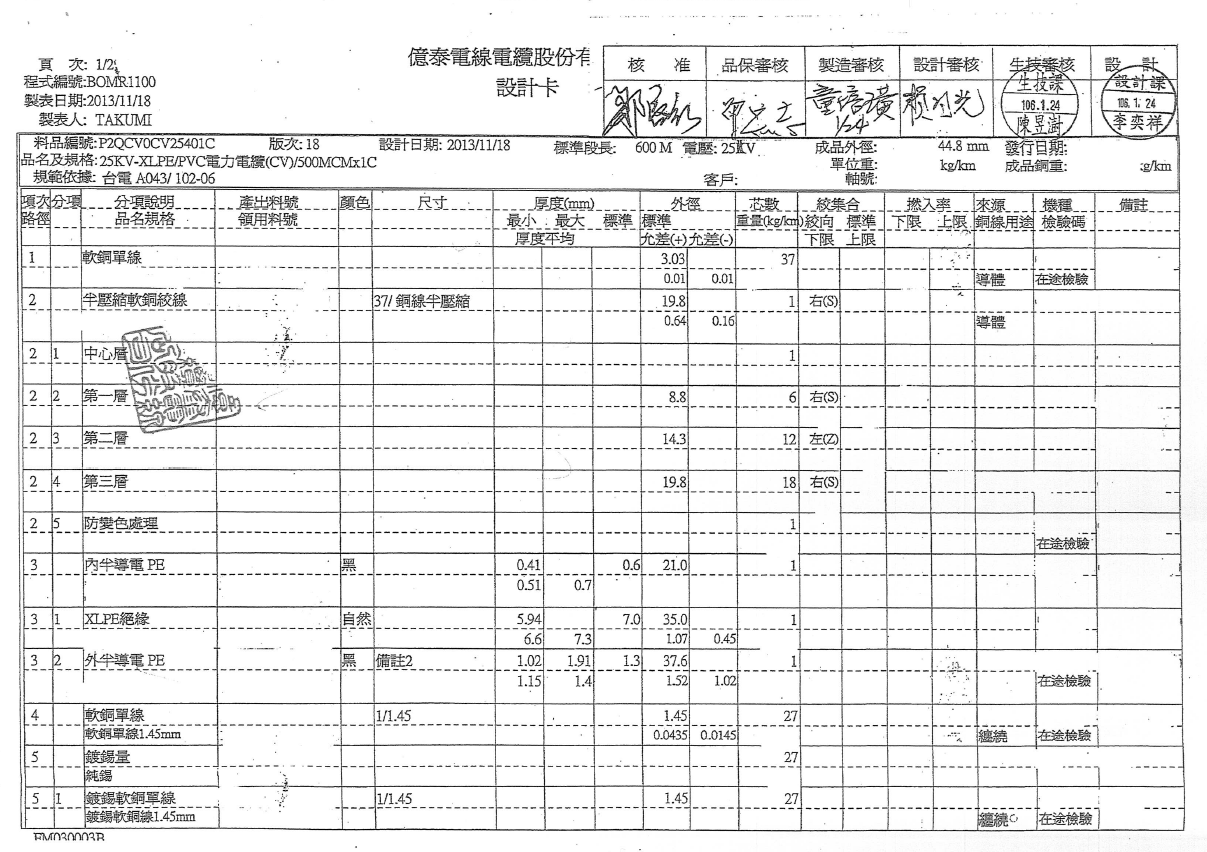 頁 次: 1/2
程式編號:BOMR1100
製表日期:2013/11/18
製表人: TAKUMI
億泰電線電纜股份有
設計卡
核 准 品保審核 製造審核 設計審核 生技審核 設 計
生技課
106.1.24
陳昱澍
設計課
106.1.24
李奕祥
料品編號:P2QCV0CV25401C 版次:18 設計日期: 2013/11/18 標準段長: 600 M 電壓: 25KV 成品外徑: 44.8 mm 發行日期:
品名及規格:25KV-XLPE/PVC電力電纜(CV)/500MCMx1C 單位重: kg/km 成品銅重: :g/km
規範依據: 台電 A043/ 102-06 客戶: 軸號:
項次 分項 分項說明 產出料號 顏色 尺寸 厚度(mm) 外徑 芯數 絞集合 撚入率 來源 機種 備註
路徑 品名規格 領用料號 最小 最大 標準 標準 重量(kg/km) 絞向 標準 下限 上限 銅線用途 檢驗碼
厚度平均 允差(+) 允差(-) 下限 上限
1 軟銅單線 3.03 37
0.01 0.01 導體 在途檢驗
2 半壓縮軟銅絞線 37/ 銅線半壓縮 19.8 1 右(S)
0.64 0.16 導體
2 1 中心層 1
2 2 第一層 8.8 6 右(S)
2 3 第二層 14.3 12 左(Z)
2 4 第三層 19.8 18 右(S)
2 5 防變色處理 1
在途檢驗
3 內半導電 PE 黑 0.41 0.6 21.0 1
0.51 0.7
3 1 XLPE絕緣 自然 5.94 7.0 35.0 1
6.6 7.3 1.07 0.45
3 2 外半導電 PE 黑 備註2 1.02 1.91 1.3 37.6 1
1.15 1.4 1.52 1.02 在途檢驗
4 軟銅單線 1/1.45 1.45 27
軟銅單線1.45mm 0.0435 0.0145 纏繞 在途檢驗
5 鍍錫量 27
純錫
5 1 鍍錫軟銅單線 1/1.45 1.45 27
鍍錫軟銅線1.45mm 纏繞 在途檢驗
FM030003B